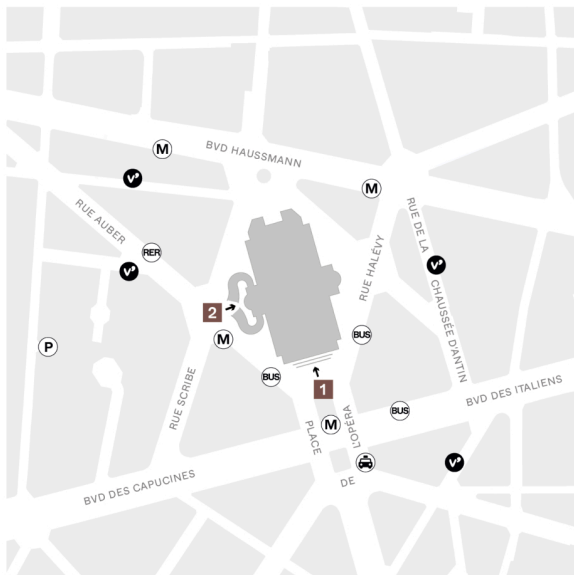 M
BVD HAUSSMANN
V
M
RUE AUBER
RER
V
RUE DE LA
CHAUSSÉE D'ANTIN
V
RUE HALÉVY
2
M
P
BUS
BUS
1
RUE SCRIBE
BVD DES ITALIENS
BUS
M
PLACE
DE
L'OPÉRA
V
BVD DES CAPUCINES